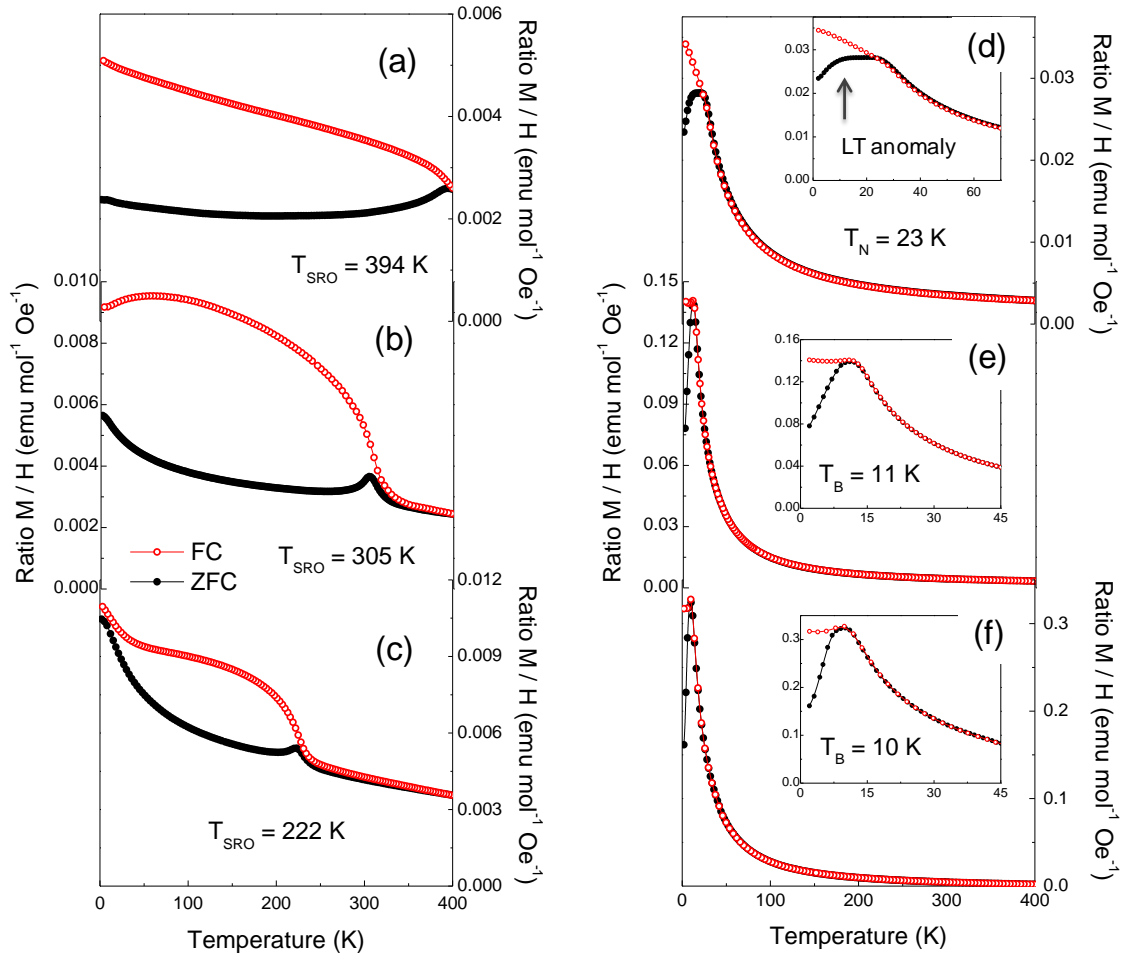 (a)
0.006
0.004
0.002
0.000
Ratio M / H (emu mol⁻¹ Oe⁻¹)
T_SRO = 394 K
(b)
0.010
0.009
0.008
0.006
0.004
0.002
0.000
Ratio M / H (emu mol⁻¹ Oe⁻¹)
FC
ZFC
T_SRO = 305 K
(c)
0.012
0.009
0.006
0.003
0.000
Ratio M / H (emu mol⁻¹ Oe⁻¹)
T_SRO = 222 K
0 100 200 300 400
Temperature (K)
(d)
0.03
0.02
0.01
0.00
Ratio M / H (emu mol⁻¹ Oe⁻¹)
0.03
0.02
0.01
0.00
0 20 40 60
LT anomaly
T_N = 23 K
(e)
0.15
0.12
0.09
0.06
0.03
0.00
Ratio M / H (emu mol⁻¹ Oe⁻¹)
0.16
0.12
0.08
0.04
0.00
0 15 30 45
T_B = 11 K
(f)
0.3
0.2
0.1
0.0
Ratio M / H (emu mol⁻¹ Oe⁻¹)
0.3
0.3
0.2
0.1
0.0
0 15 30 45
T_B = 10 K
0 100 200 300 400
Temperature (K)